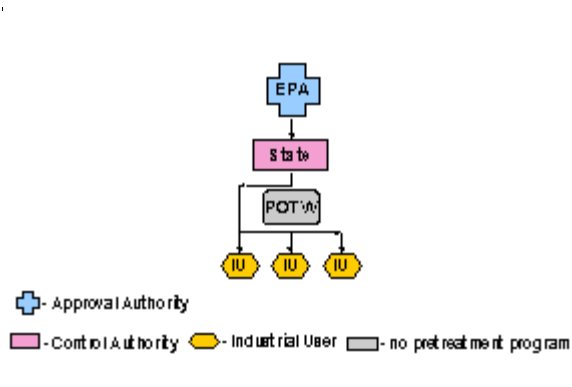 EPA
State
POTW
IU IU IU
- Approval Authority
- Control Authority - Industrial User - no pretreatment program